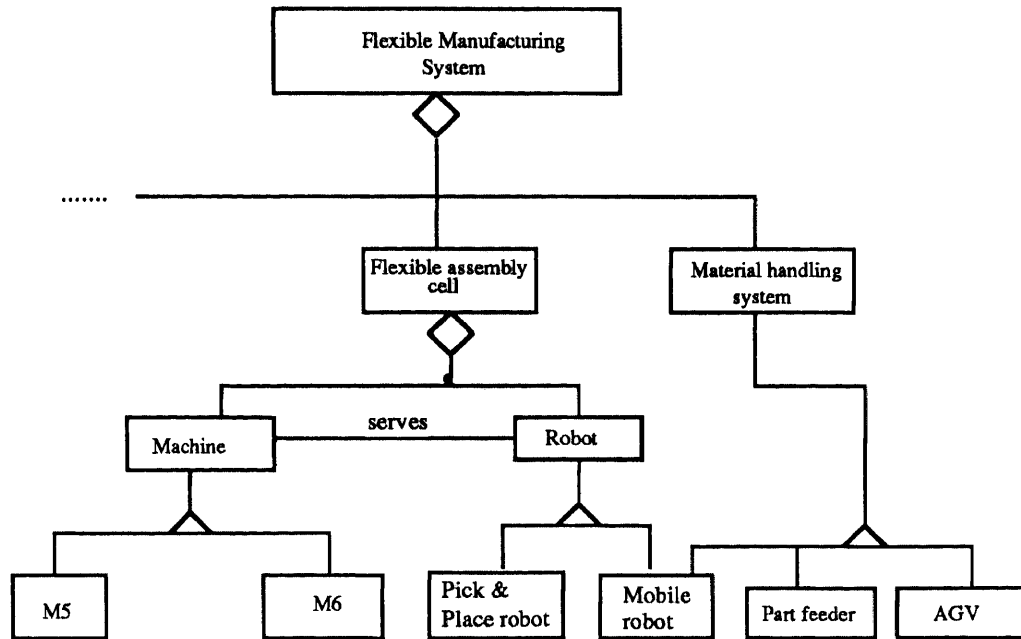 Flexible Manufacturing
System
.......
Flexible assembly
cell
Material handling
system
serves
Machine
Robot
M5
M6
Pick &
Place robot
Mobile
robot
Part feeder
AGV